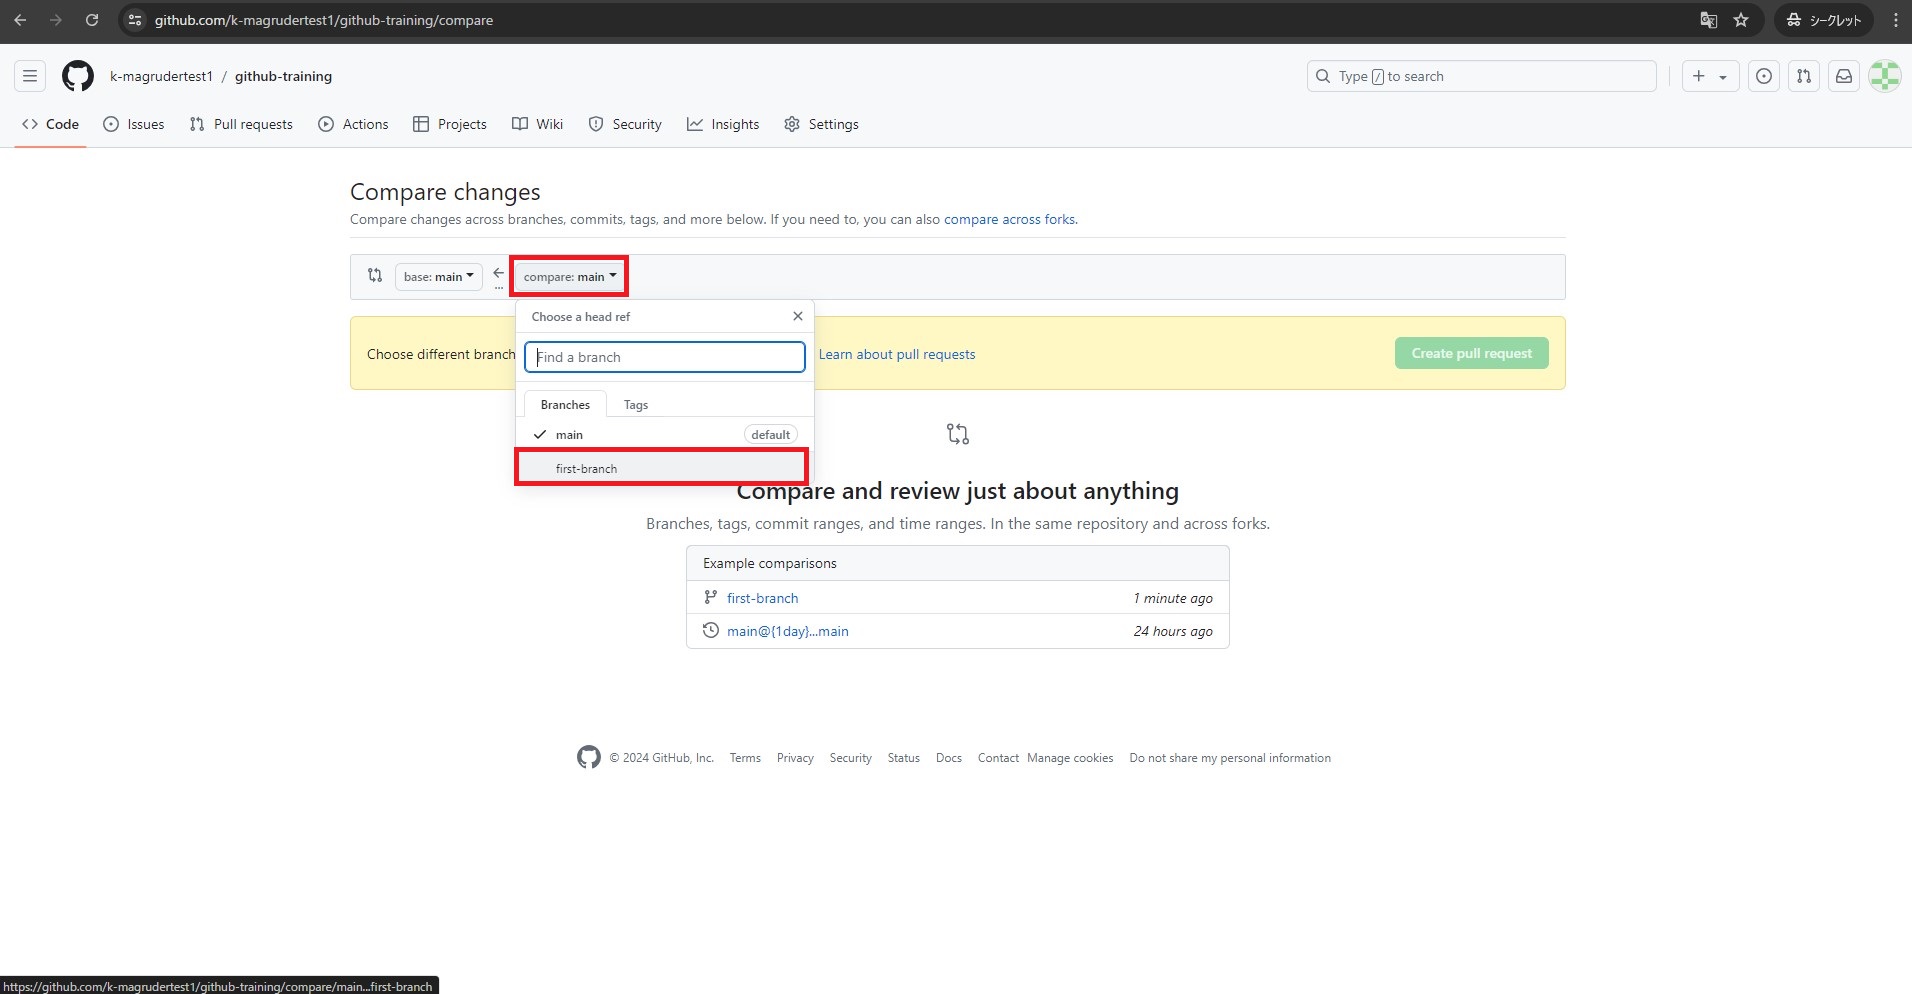 github.com/k-magrudertest1/github-training/compare
シークレット
k-magrudertest1 / github-training
Type / to search
Code Issues Pull requests Actions Projects Wiki Security Insights Settings
Compare changes
Compare changes across branches, commits, tags, and more below. If you need to, you can also compare across forks.
base: main ← compare: main
...
Choose a head ref
Choose different branch Learn about pull requests Create pull request
Find a branch
Branches Tags
main default
first-branch
Compare and review just about anything
Branches, tags, commit ranges, and time ranges. In the same repository and across forks.
Example comparisons
first-branch 1 minute ago
main@{1day}...main 24 hours ago
© 2024 GitHub, Inc. Terms Privacy Security Status Docs Contact Manage cookies Do not share my personal information
https://github.com/k-magrudertest1/github-training/compare/main...first-branch